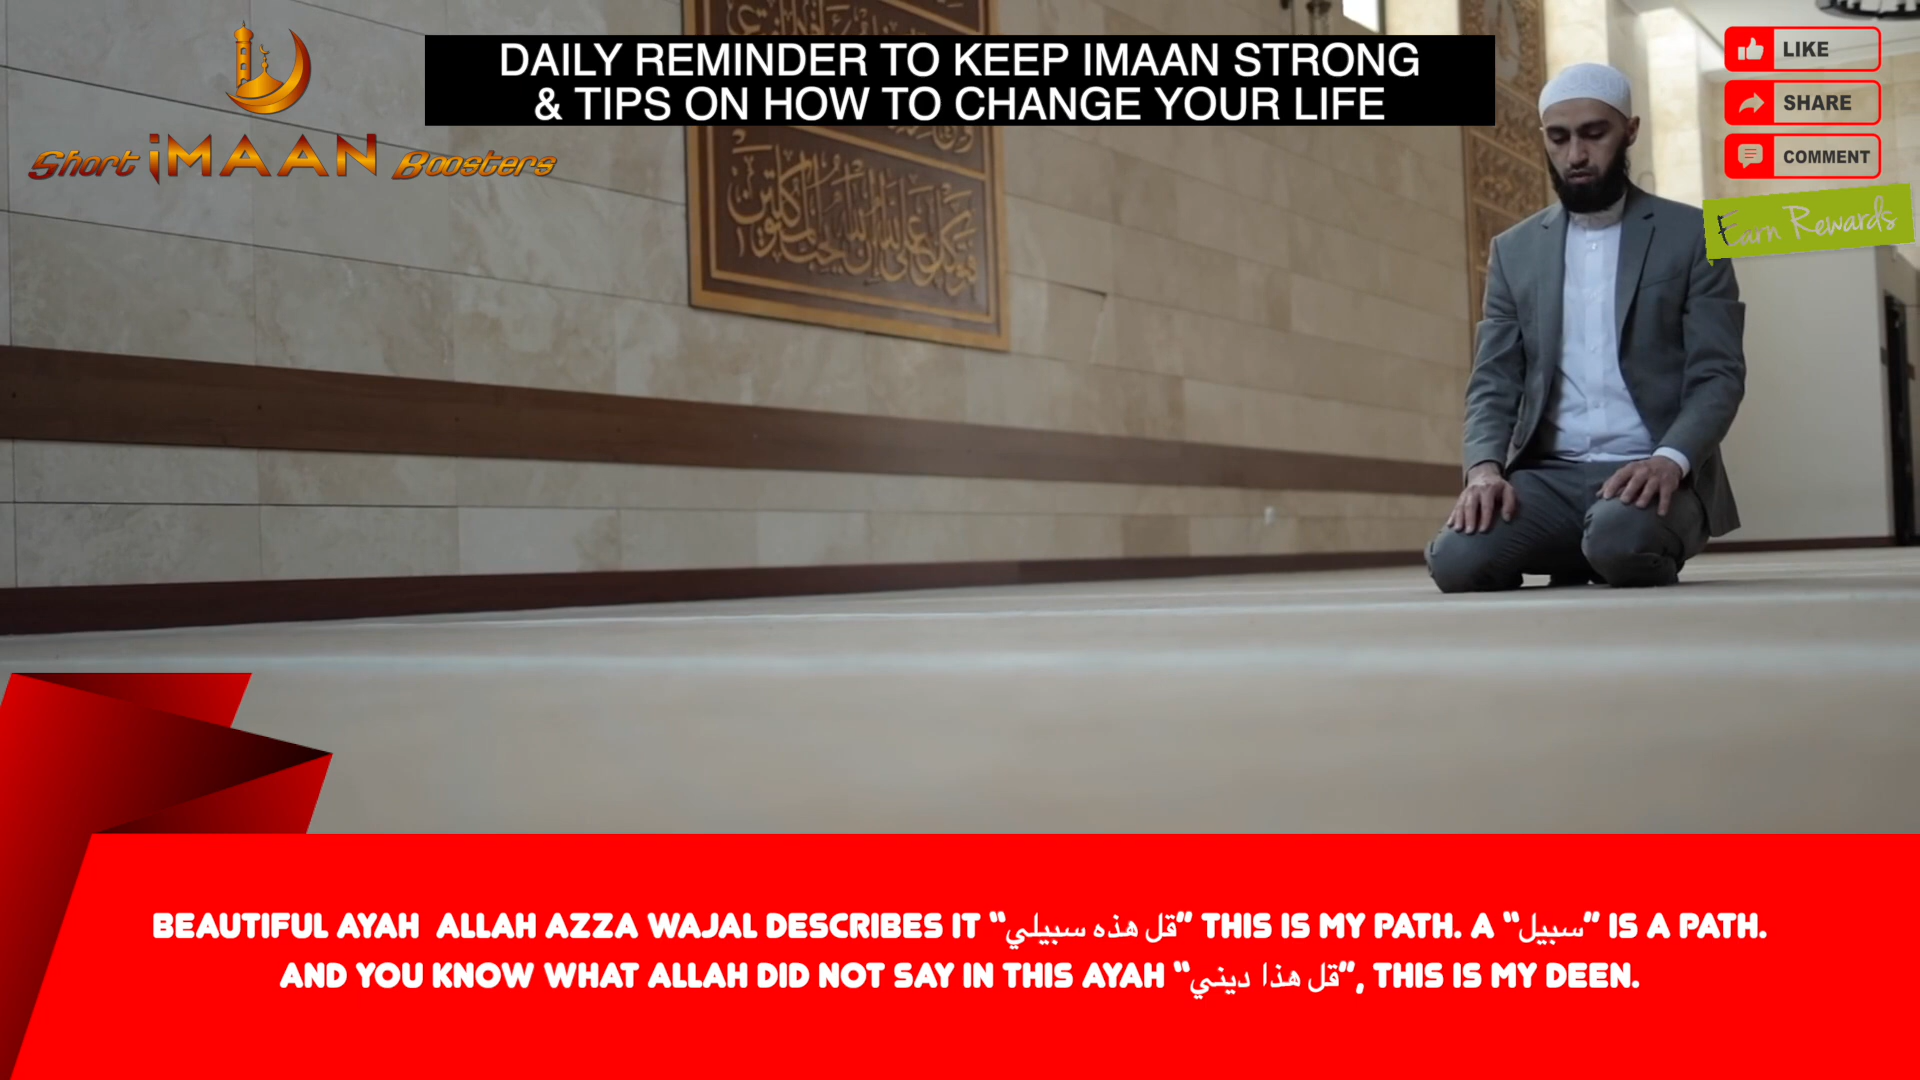 Short iMAAN Boosters
DAILY REMINDER TO KEEP IMAAN STRONG
& TIPS ON HOW TO CHANGE YOUR LIFE
LIKE
SHARE
COMMENT
Earn Rewards
BEAUTIFUL AYAH ALLAH AZZA WAJAL DESCRIBES IT “قل هذه سبيلي” THIS IS MY PATH. A “سبيل” IS A PATH.
AND YOU KNOW WHAT ALLAH DID NOT SAY IN THIS AYAH “قل هذا ديني”, THIS IS MY DEEN.